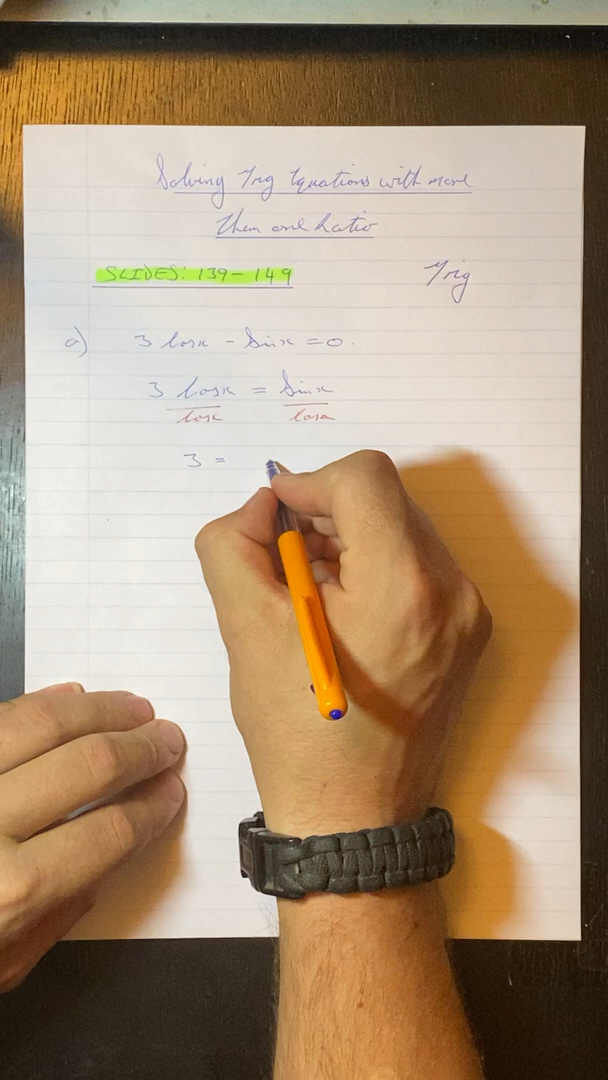 Solving Trig Equations with more
than one Ratio
SLIDES: 139-149
Trig
a) 3 Cosx - Sinx = 0.
3 Cosx = Sinx
Cosx Cosx
3 =